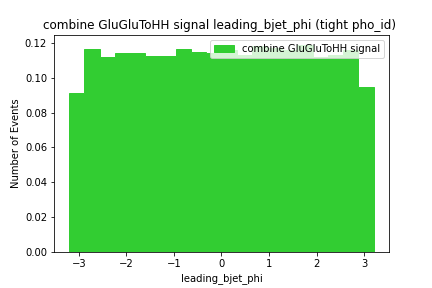 combine GluGluToHH signal leading_bjet_phi (tight pho_id)
combine GluGluToHH signal
Number of Events
0.12
0.10
0.08
0.06
0.04
0.02
0.00
−3 −2 −1 0 1 2 3
leading_bjet_phi